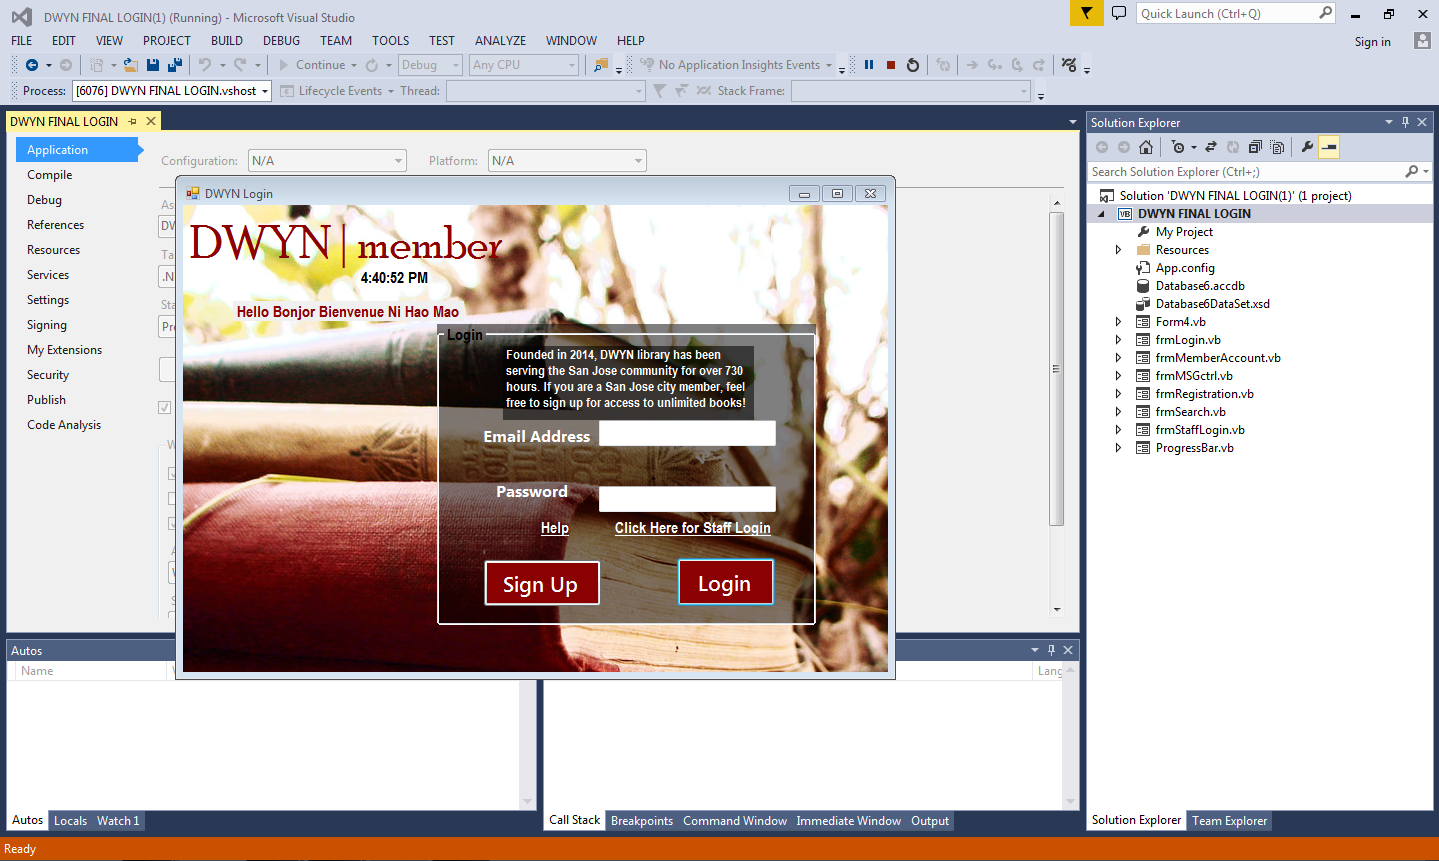 DWYN FINAL LOGIN(1) (Running) - Microsoft Visual Studio
Quick Launch (Ctrl+Q)
FILE EDIT VIEW PROJECT BUILD DEBUG TEAM TOOLS TEST ANALYZE WINDOW HELP
Sign in
Continue Debug Any CPU No Application Insights Events
Process: [6076] DWYN FINAL LOGIN.vshost Lifecycle Events Thread: Stack Frame:
DWYN FINAL LOGIN
Application
Compile
Debug
References
Resources
Services
Settings
Signing
My Extensions
Security
Publish
Code Analysis
Configuration: N/A Platform: N/A
DWYN Login
DWYN| member
4:40:52 PM
Hello Bonjor Bienvenue Ni Hao Mao
Login
Founded in 2014, DWYN library has been
serving the San Jose community for over 730
hours. If you are a San Jose city member, feel
free to sign up for access to unlimited books!
Email Address
Password
Help Click Here for Staff Login
Sign Up Login
Solution Explorer
Search Solution Explorer (Ctrl+;)
Solution 'DWYN FINAL LOGIN(1)' (1 project)
VB DWYN FINAL LOGIN
My Project
Resources
App.config
Database6.accdb
Database6DataSet.xsd
Form4.vb
frmLogin.vb
frmMemberAccount.vb
frmMSGctrl.vb
frmRegistration.vb
frmSearch.vb
frmStaffLogin.vb
ProgressBar.vb
Autos
Name
Lang
Autos Locals Watch 1
Call Stack Breakpoints Command Window Immediate Window Output
Solution Explorer Team Explorer
Ready